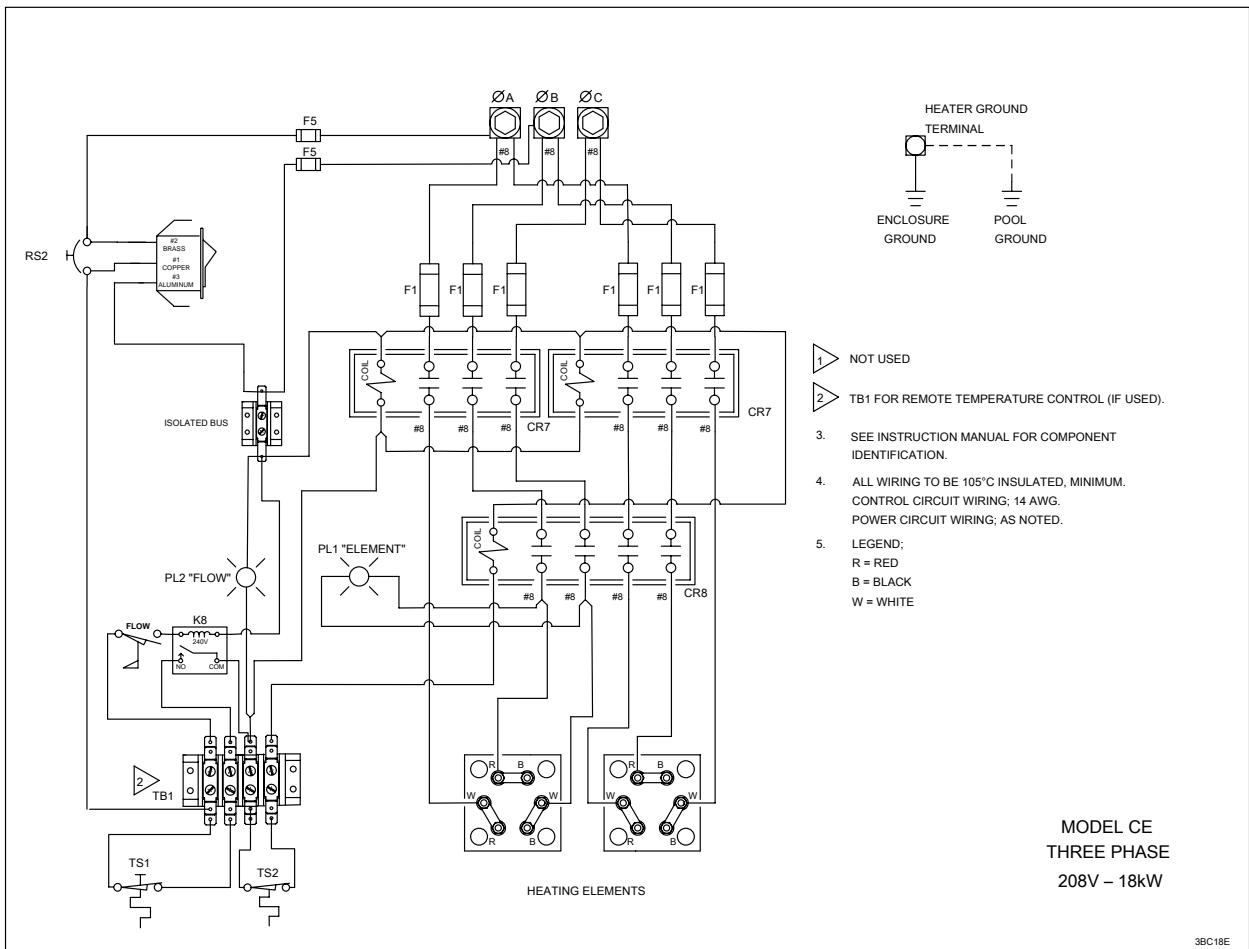 ØA ØB ØC
#8 #8 #8
F5
F5
RS2
#2
BRASS
#1
COPPER
#3
ALUMINUM
HEATER GROUND
TERMINAL
ENCLOSURE
GROUND
POOL
GROUND
F1 F1 F1 F1 F1 F1
COIL
COIL
CR7
CR7
#8 #8 #8 #8 #8 #8
ISOLATED BUS
1 NOT USED
2 TB1 FOR REMOTE TEMPERATURE CONTROL (IF USED).
3. SEE INSTRUCTION MANUAL FOR COMPONENT
IDENTIFICATION.
4. ALL WIRING TO BE 105°C INSULATED, MINIMUM.
CONTROL CIRCUIT WIRING; 14 AWG.
POWER CIRCUIT WIRING; AS NOTED.
5. LEGEND;
R = RED
B = BLACK
W = WHITE
COIL
CR8
#8 #8 #8 #8
PL1 "ELEMENT"
PL2 "FLOW"
FLOW
K8
240V
NO COM
2
TB1
TS1
TS2
R B
W W
R B
R B
W W
R B
HEATING ELEMENTS
MODEL CE
THREE PHASE
208V – 18kW
3BC18E